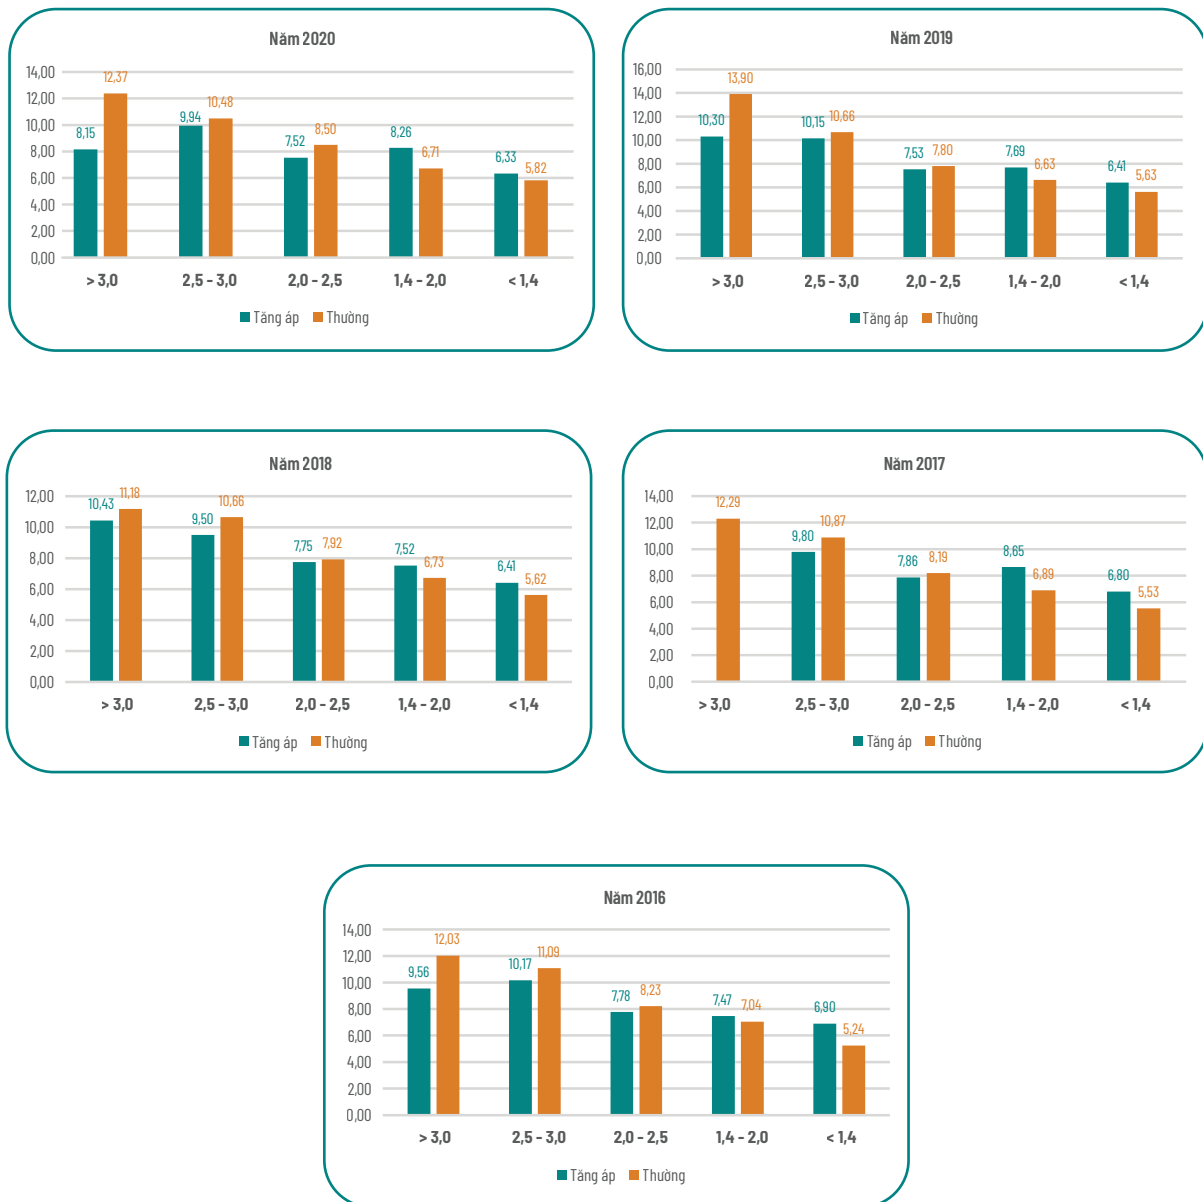 Năm 2020
14,00
12,00
10,00
8,00
6,00
4,00
2,00
0,00
8,15 12,37 9,94 10,48 7,52 8,50 8,26 6,71 6,33 5,82
> 3,0 2,5 - 3,0 2,0 - 2,5 1,4 - 2,0 < 1,4
Tăng áp Thường
Năm 2019
16,00
14,00
12,00
10,00
8,00
6,00
4,00
2,00
0,00
10,30 13,90 10,15 10,66 7,53 7,80 7,69 6,63 6,41 5,63
> 3,0 2,5 - 3,0 2,0 - 2,5 1,4 - 2,0 < 1,4
Tăng áp Thường
Năm 2018
12,00
10,00
8,00
6,00
4,00
2,00
0,00
10,43 11,18 9,50 10,66 7,75 7,92 7,52 6,73 6,41 5,62
> 3,0 2,5 - 3,0 2,0 - 2,5 1,4 - 2,0 < 1,4
Tăng áp Thường
Năm 2017
14,00
12,00
10,00
8,00
6,00
4,00
2,00
0,00
12,29 9,80 10,87 7,86 8,19 8,65 6,89 6,80 5,53
> 3,0 2,5 - 3,0 2,0 - 2,5 1,4 - 2,0 < 1,4
Tăng áp Thường
Năm 2016
14,00
12,00
10,00
8,00
6,00
4,00
2,00
0,00
9,56 12,03 10,17 11,09 7,78 8,23 7,47 7,04 6,90 5,24
> 3,0 2,5 - 3,0 2,0 - 2,5 1,4 - 2,0 < 1,4
Tăng áp Thường